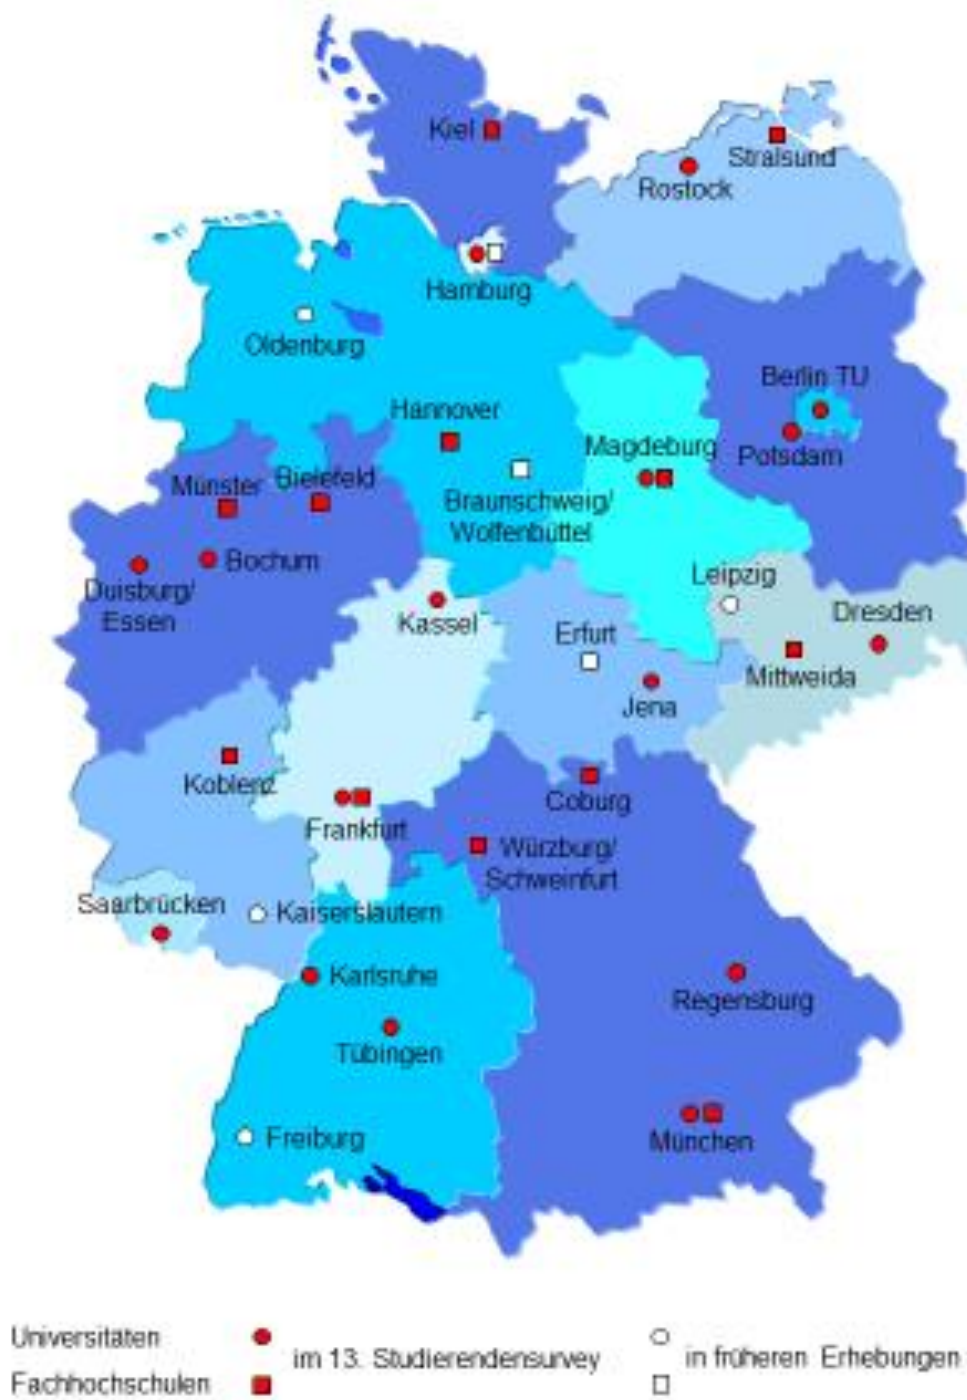 Kiel
Stralsund
Rostock
Hamburg
Oldenburg
Berlin TU
Hannover
Magdeburg
Potsdam
Münster
Bielefeld
Braunschweig/
Wolfenbüttel
Bochum
Duisburg/
Essen
Leipzig
Dresden
Kassel
Erfurt
Mittweida
Jena
Koblenz
Coburg
Frankfurt
Würzburg/
Schweinfurt
Saarbrücken
Kaiserslautern
Karlsruhe
Regensburg
Tübingen
Freiburg
München
Universitäten
im 13. Studierendensurvey
in früheren Erhebungen
Fachhochschulen